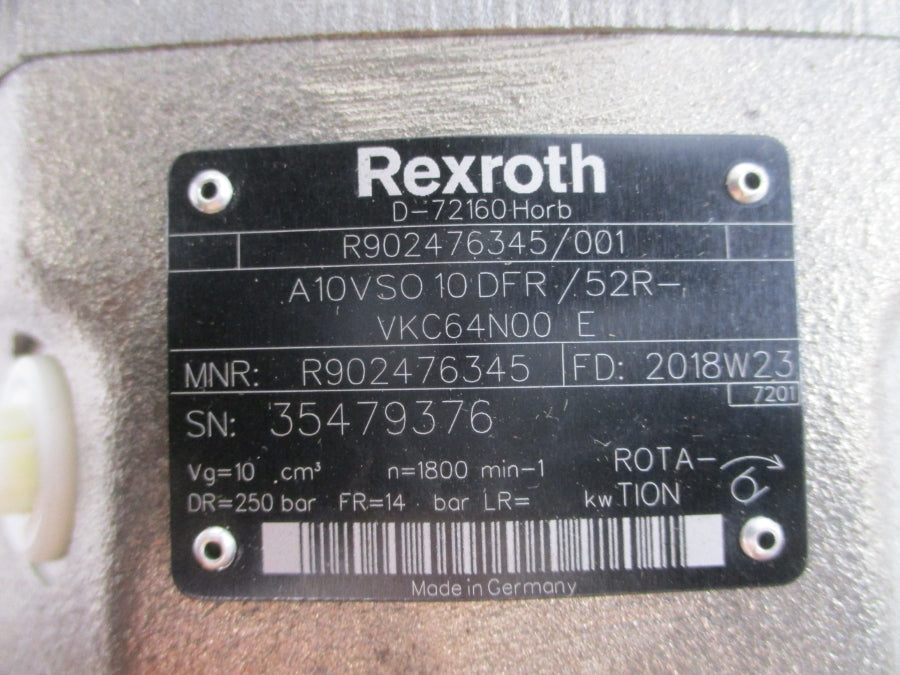 Rexroth
D-72160 Horb
R902476345/001
A10VSO 10 DFR /52R-
VKC64N00 E
MNR: R902476345 FD: 2018W23
7201
SN: 35479376
Vg=10 cm³ n=1800 min-1 ROTA-
DR=250 bar FR=14 bar LR= kw TION
Made in Germany